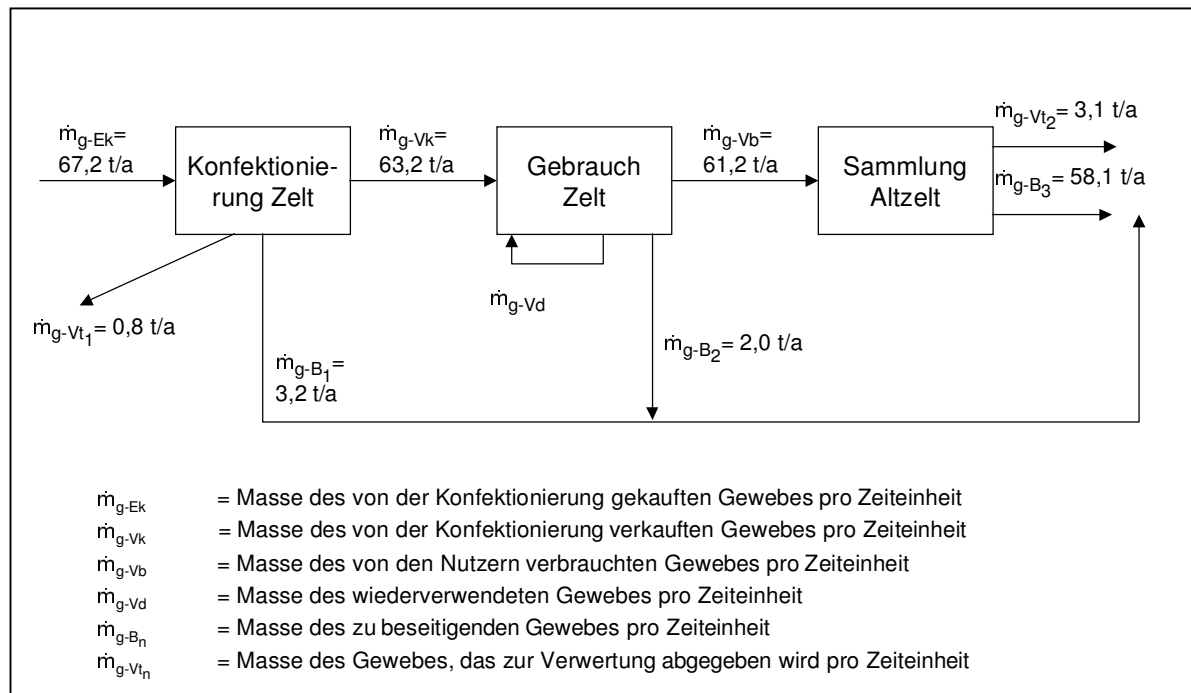 ṁg-Ek=
67,2 t/a
Konfektionie-
rung Zelt
ṁg-Vk=
63,2 t/a
Gebrauch
Zelt
ṁg-Vb=
61,2 t/a
Sammlung
Altzelt
ṁg-Vt2= 3,1 t/a
ṁg-B3= 58,1 t/a
ṁg-Vt1= 0,8 t/a
ṁg-B1=
3,2 t/a
ṁg-Vd
ṁg-B2= 2,0 t/a
ṁg-Ek = Masse des von der Konfektionierung gekauften Gewebes pro Zeiteinheit
ṁg-Vk = Masse des von der Konfektionierung verkauften Gewebes pro Zeiteinheit
ṁg-Vb = Masse des von den Nutzern verbrauchten Gewebes pro Zeiteinheit
ṁg-Vd = Masse des wiederverwendeten Gewebes pro Zeiteinheit
ṁg-Bn = Masse des zu beseitigenden Gewebes pro Zeiteinheit
ṁg-Vtn = Masse des Gewebes, das zur Verwertung abgegeben wird pro Zeiteinheit